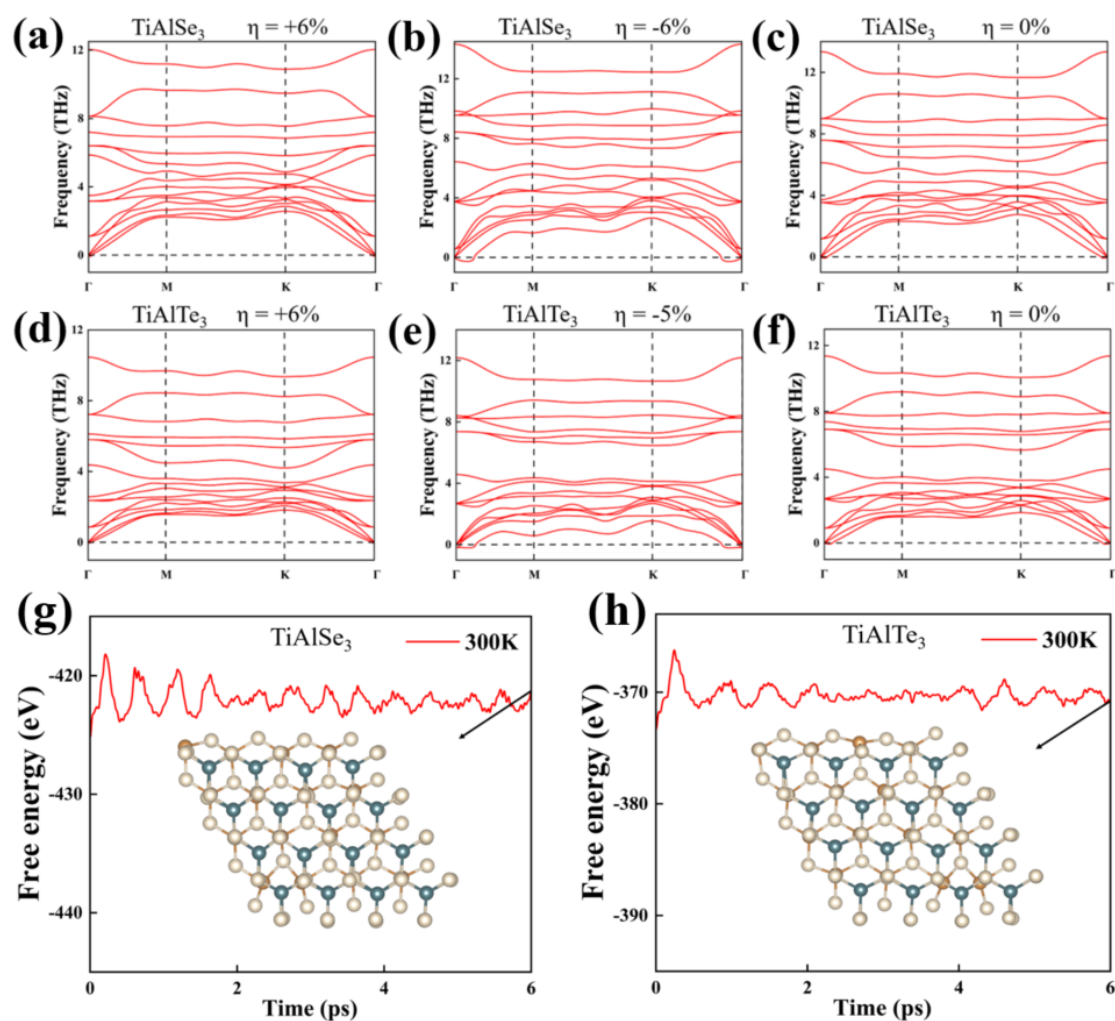 (a) TiAlSe3 η = +6%
Frequency (THz)
12
8
4
0
Γ M K Γ
(b) TiAlSe3 η = -6%
Frequency (THz)
12
8
4
0
Γ M K Γ
(c) TiAlSe3 η = 0%
Frequency (THz)
12
8
4
0
Γ M K Γ
(d) TiAlTe3 η = +6%
Frequency (THz)
12
8
4
0
Γ M K Γ
(e) TiAlTe3 η = -5%
Frequency (THz)
12
8
4
0
Γ M K Γ
(f) TiAlTe3 η = 0%
Frequency (THz)
12
8
4
0
Γ M K Γ
(g)
TiAlSe3 300K
Free energy (eV)
-420
-430
-440
0 2 4 6
Time (ps)
(h)
TiAlTe3 300K
Free energy (eV)
-370
-380
-390
0 2 4 6
Time (ps)